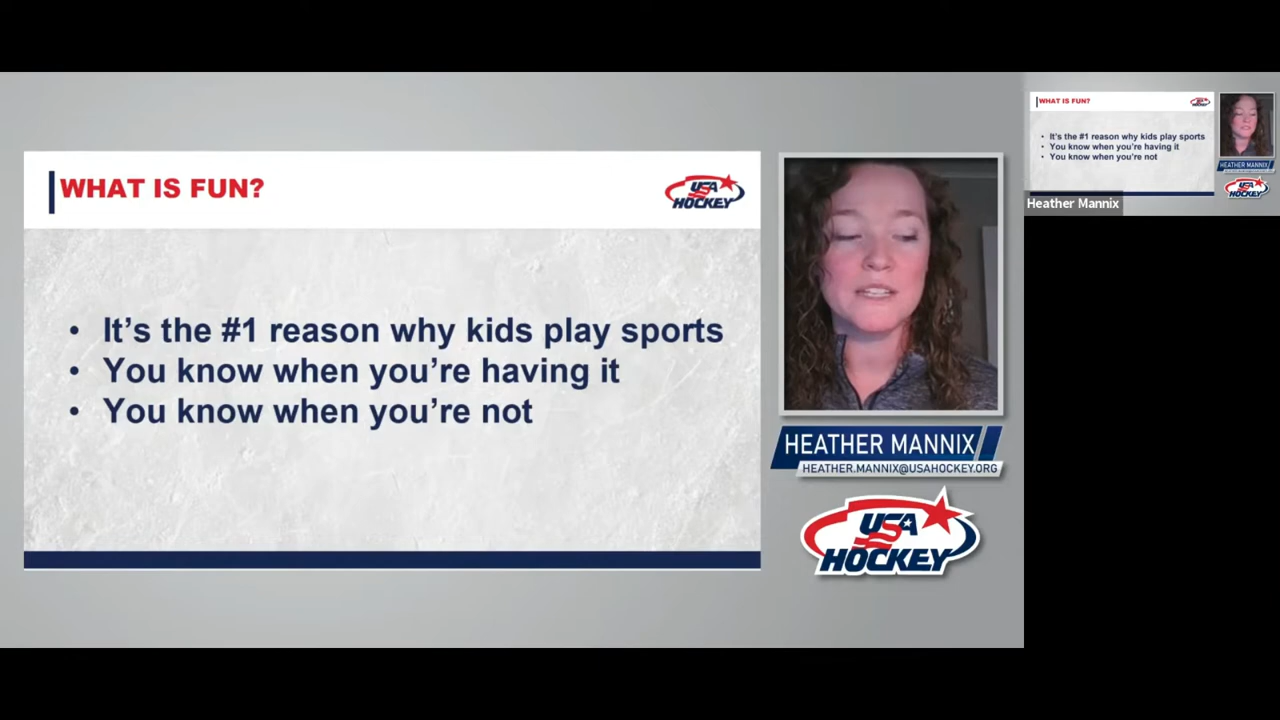 WHAT IS FUN?
USA
HOCKEY
• It's the #1 reason why kids play sports
• You know when you're having it
• You know when you're not
HEATHER MANNIX
HEATHER.MANNIX@USAHOCKEY.ORG
USA
HOCKEY
WHAT IS FUN?
USA
HOCKEY
• It's the #1 reason why kids play sports
• You know when you're having it
• You know when you're not
HEATHER MANNIX
USA
HOCKEY
Heather Mannix